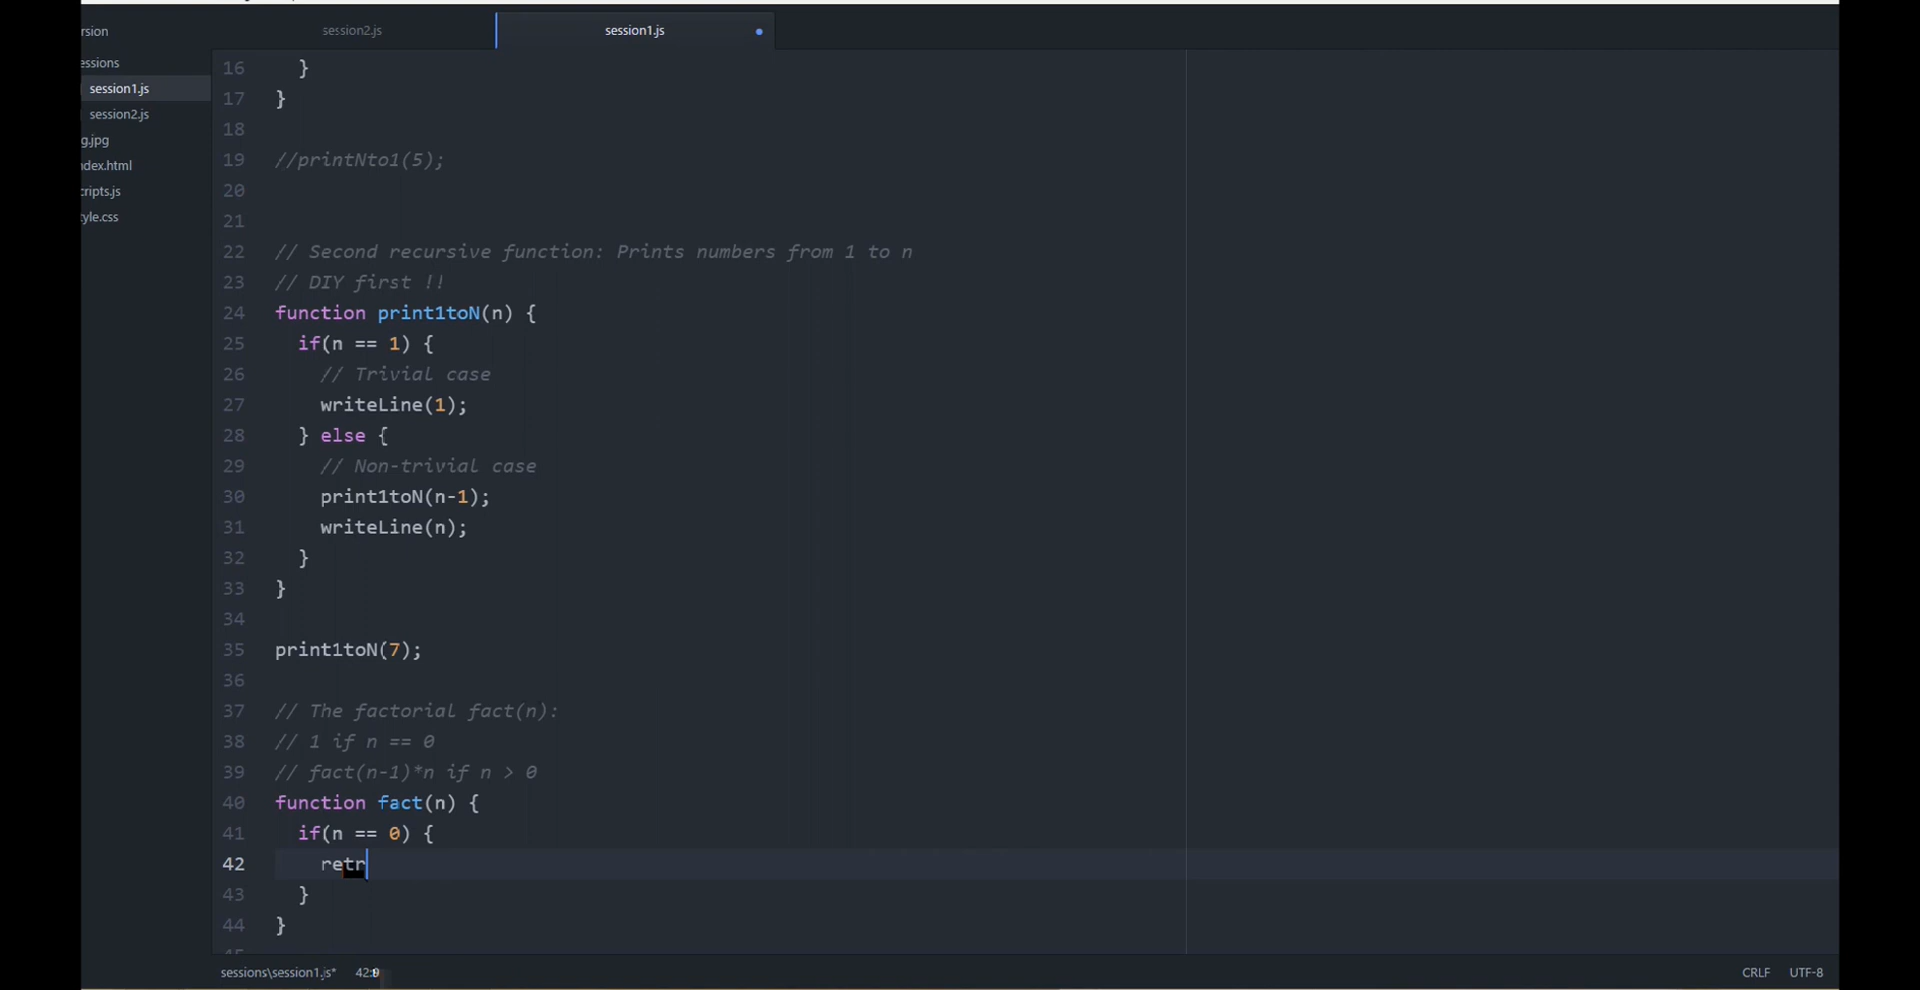 session2.js
session1.js
rsion
essions
session1.js
session2.js
g.jpg
ndex.html
cripts.js
tyle.css
16   }
17 }
18
19 //printNto1(5);
20
21
22 // Second recursive function: Prints numbers from 1 to n
23 // DIY first !!
24 function print1toN(n) {
25   if(n == 1) {
26     // Trivial case
27     writeLine(1);
28   } else {
29     // Non-trivial case
30     print1toN(n-1);
31     writeLine(n);
32   }
33 }
34
35 print1toN(7);
36
37 // The factorial fact(n):
38 // 1 if n == 0
39 // fact(n-1)*n if n > 0
40 function fact(n) {
41   if(n == 0) {
42     retr
43   }
44 }
sessions\session1.js*
CRLF UTF-8